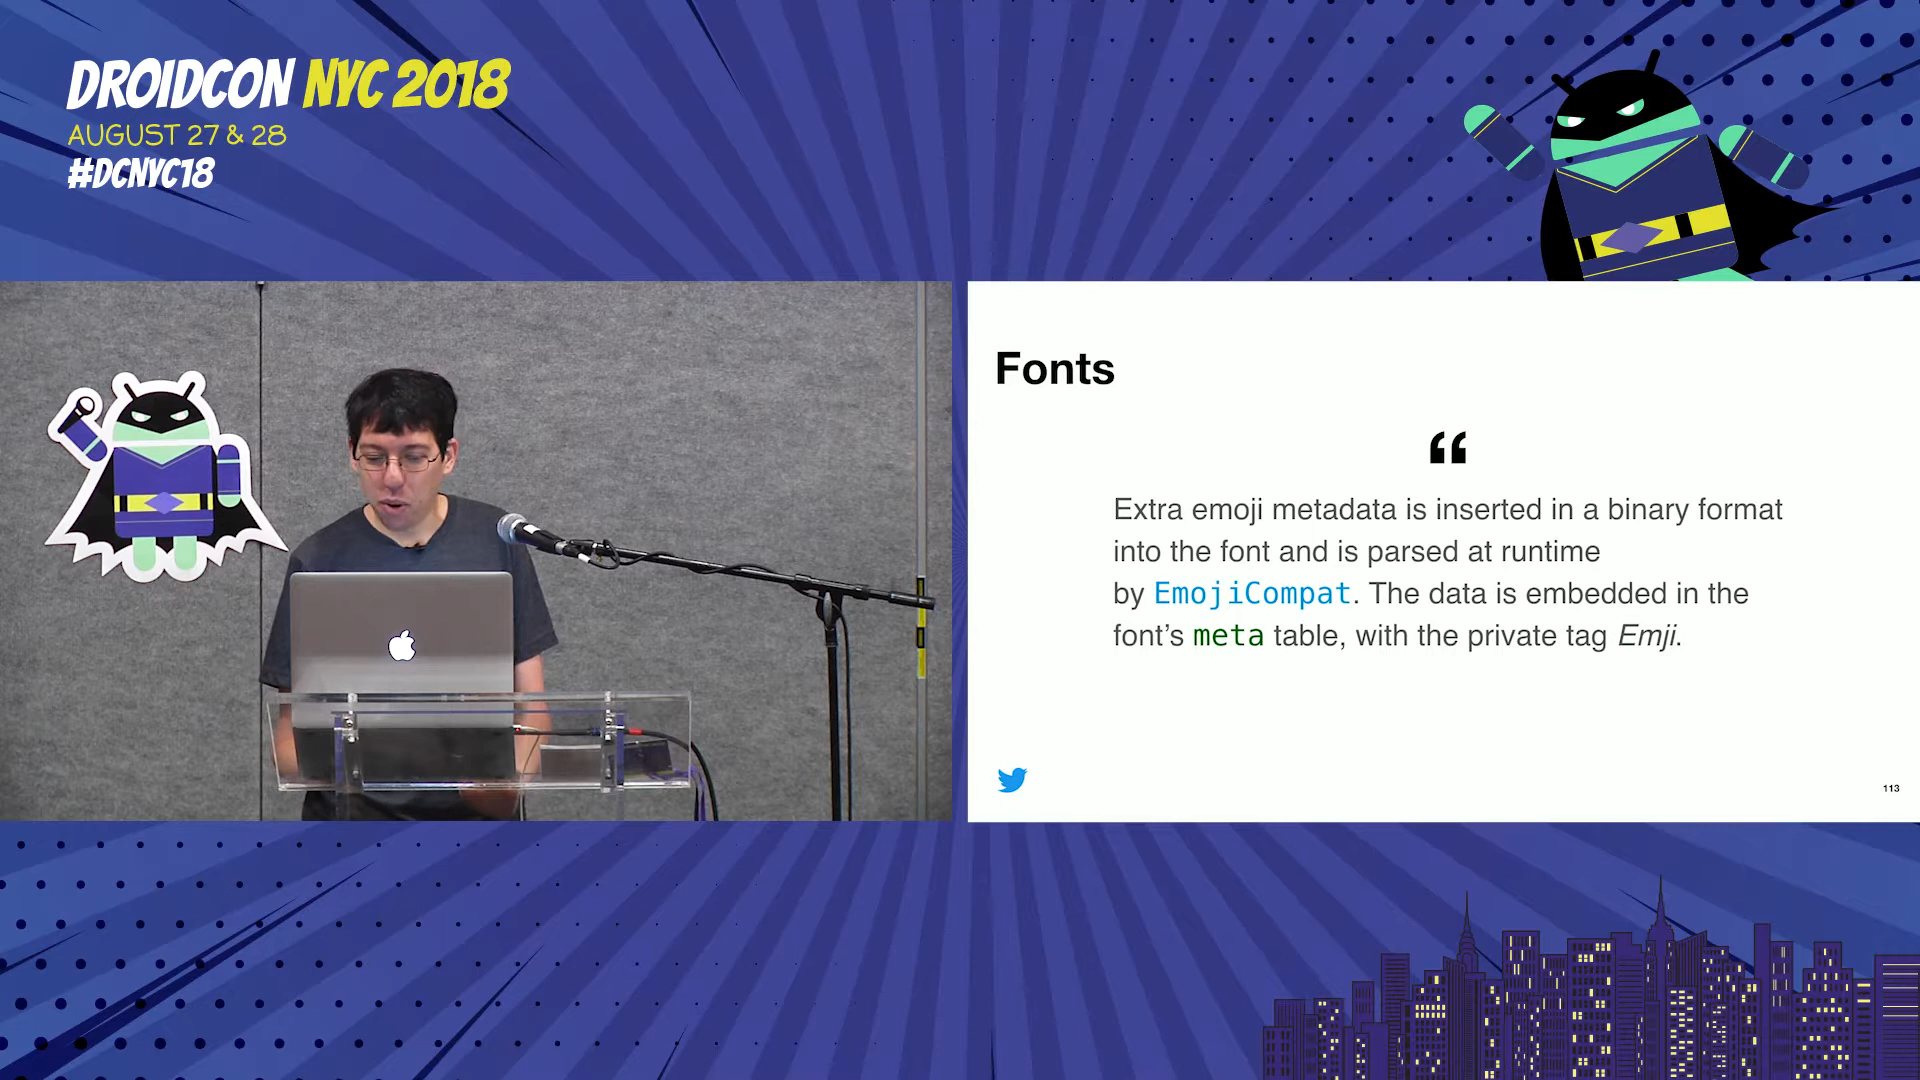 DROIDCON NYC 2018
AUGUST 27 & 28
#DCNYC18
Fonts
“
Extra emoji metadata is inserted in a binary format
into the font and is parsed at runtime
by EmojiCompat. The data is embedded in the
font’s meta table, with the private tag Emji.
113